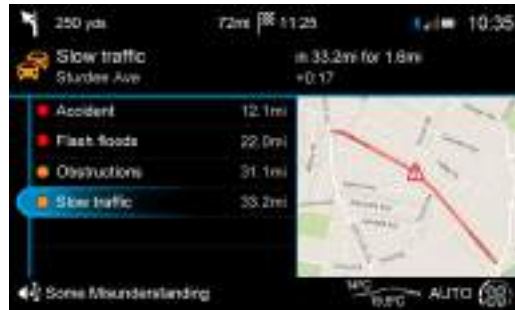 250 yds 72mi 11:25 10:35
Slow traffic in 33.2mi for 1.6mi
Sturdee Ave +0:17
Accident 12.1mi
Flash floods 22.0mi
Obstructions 31.1mi
Slow traffic 33.2mi
Some Misunderstanding AUTO